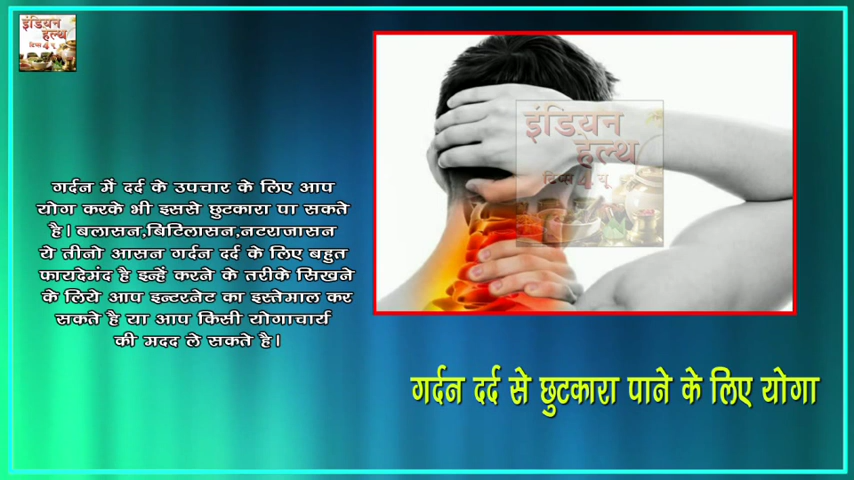 इंडियन
हेल्थ
टिप्स 4 यू
इंडियन
हेल्थ
टिप्स 4 यू
गर्दन में दर्द के उपचार के लिए आप
योग करके भी इससे छुटकारा पा सकते
है। बलासन,बिटिलासन,नटराजासन
ये तीनो आसन गर्दन दर्द के लिए बहुत
फायदेमंद है इन्हें करने के तरीके सिखने
के लिये आप इन्टरनेट का इस्तेमाल कर
सकते है या आप किसी योगाचार्य
की मदद ले सकते है।
गर्दन दर्द से छुटकारा पाने के लिए योगा